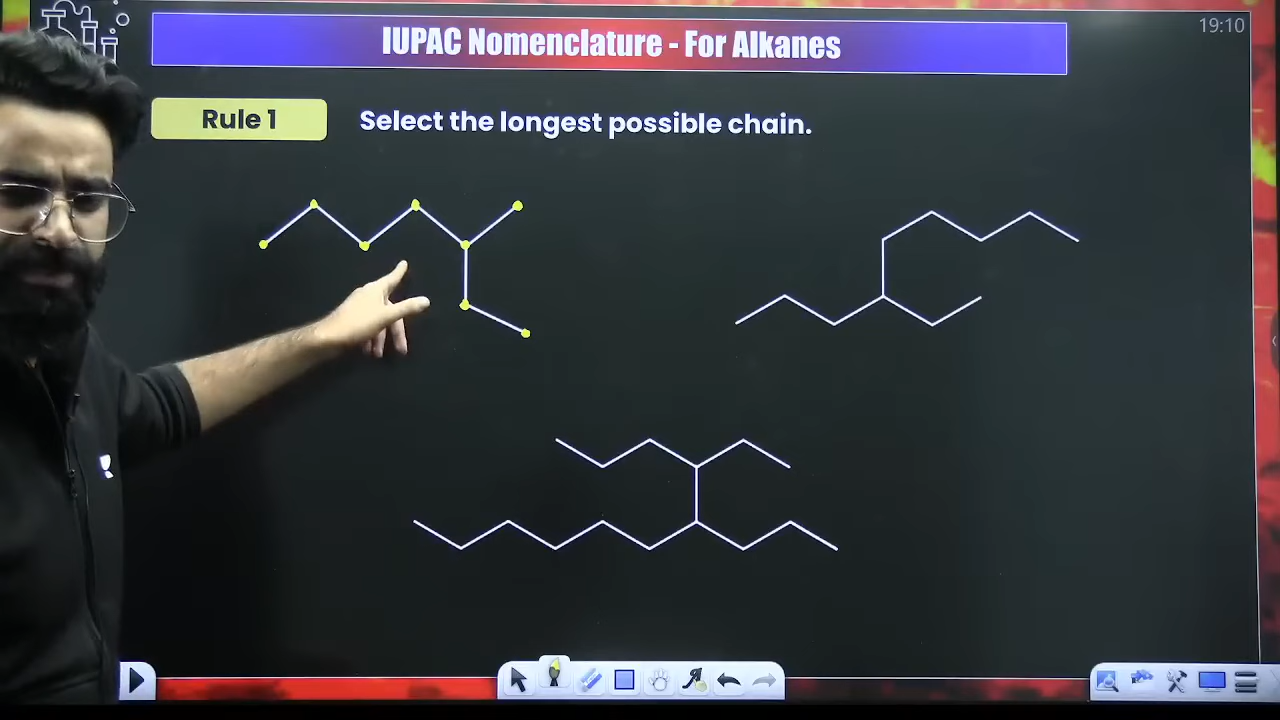 19:10
IUPAC Nomenclature - For Alkanes
Rule 1
Select the longest possible chain.